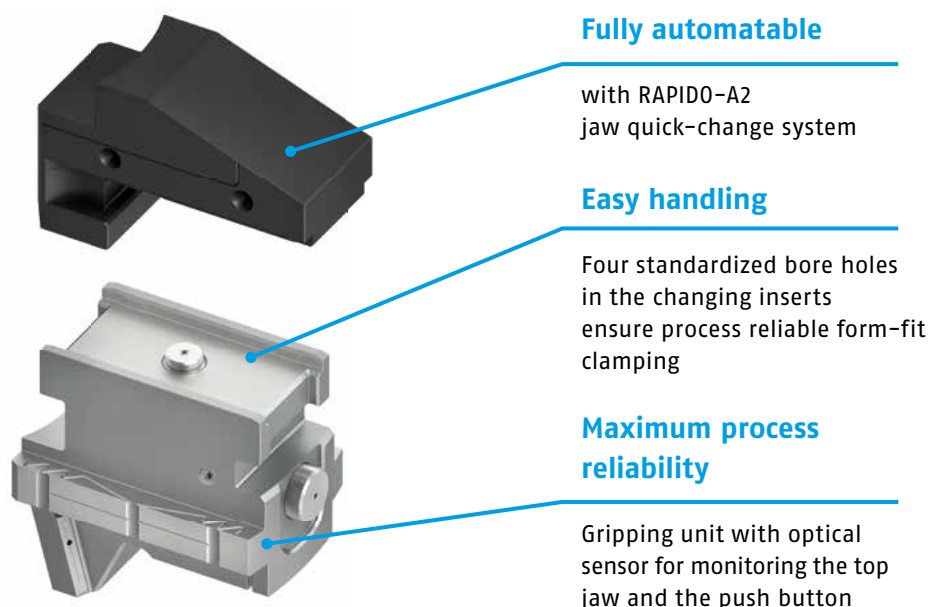 Fully automatable
with RAPIDO-A2
jaw quick-change system
Easy handling
Four standardized bore holes
in the changing inserts
ensure process reliable form-fit
clamping
Maximum process
reliability
Gripping unit with optical
sensor for monitoring the top
jaw and the push button